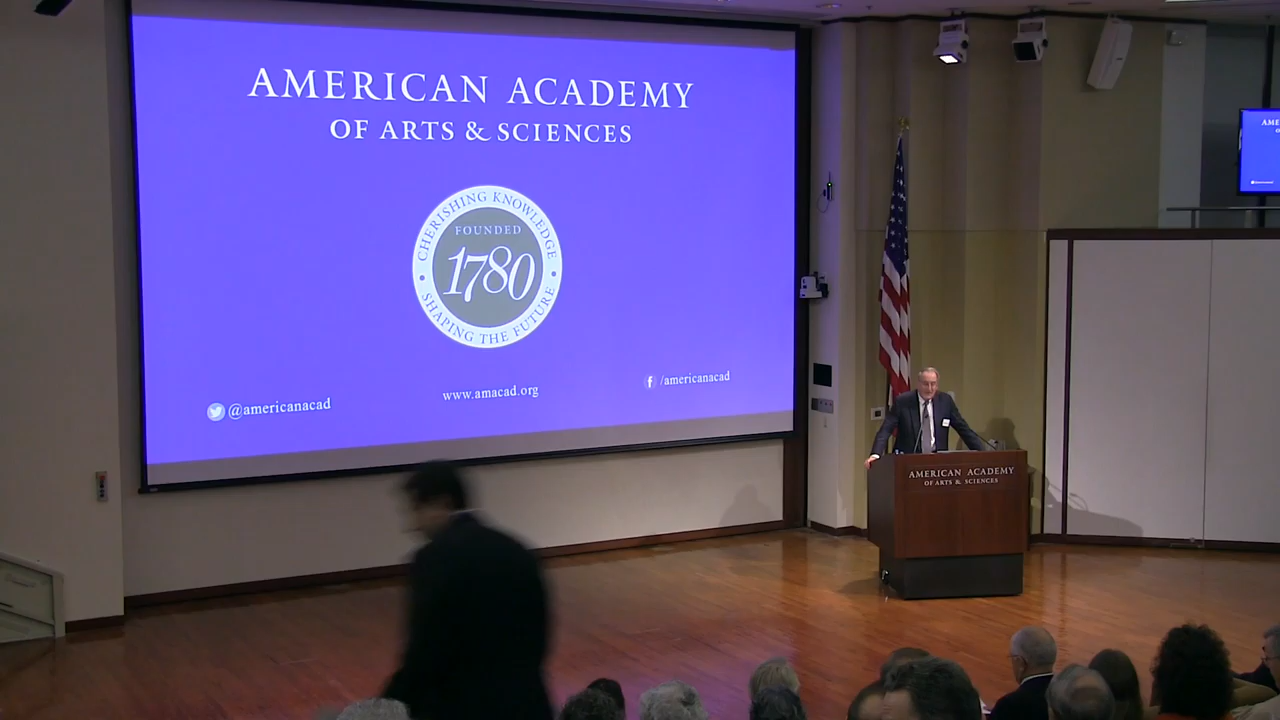 AMERICAN ACADEMY
OF ARTS & SCIENCES
CHERISHING KNOWLEDGE
FOUNDED
1780
SHAPING THE FUTURE
@americanacad
www.amacad.org
/americanacad
AMERICAN ACADEMY
OF ARTS & SCIENCES
AME